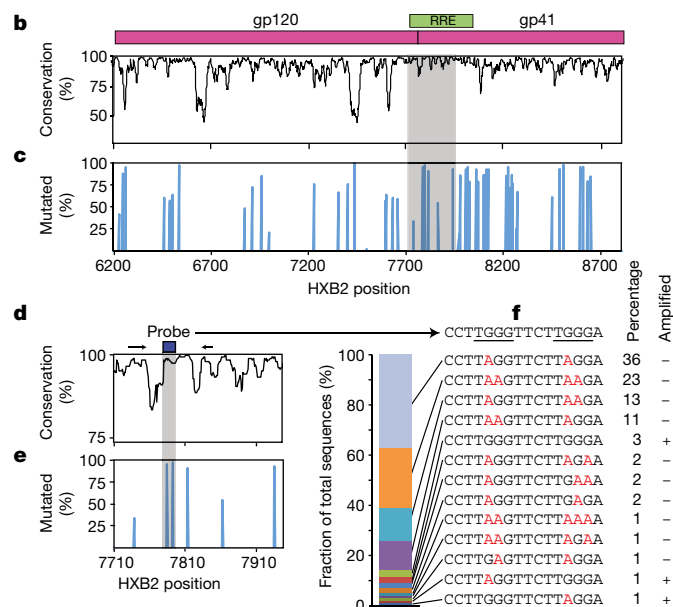 b
gp120 RRE gp41
Conservation (%)
100
75
50
c
Mutated (%)
100
75
50
25
6200 6700 7200 7700 8200 8700
HXB2 position
d
Probe
Conservation (%)
100
75
e
Mutated (%)
100
75
50
25
7710 7810 7910
HXB2 position
f
Fraction of total sequences (%)
100
80
60
40
20
0
Percentage Amplified
CCTTGGGTTCTTGGGA
CCTTAGGTTCTTAGGA 36 –
CCTTAAGTTCTTAAGA 23 –
CCTTAGGTTCTTAAGA 13 –
CCTTAAGTTCTTAGGA 11 –
CCTTGGGTTCTTGGGA 3 +
CCTTAGGTTCTTAGAA 2 –
CCTTAGGTTCTTGAAA 2 –
CCTTAGGTTCTTGAGA 2 –
CCTTAAGTTCTTAAAA 1 –
CCTTAAGTTCTTAGAA 1 –
CCTTGAGTTCTTAGGA 1 –
CCTTAGGTTCTTGGGA 1 +
CCTTGGGTTCTTAGGA 1 +